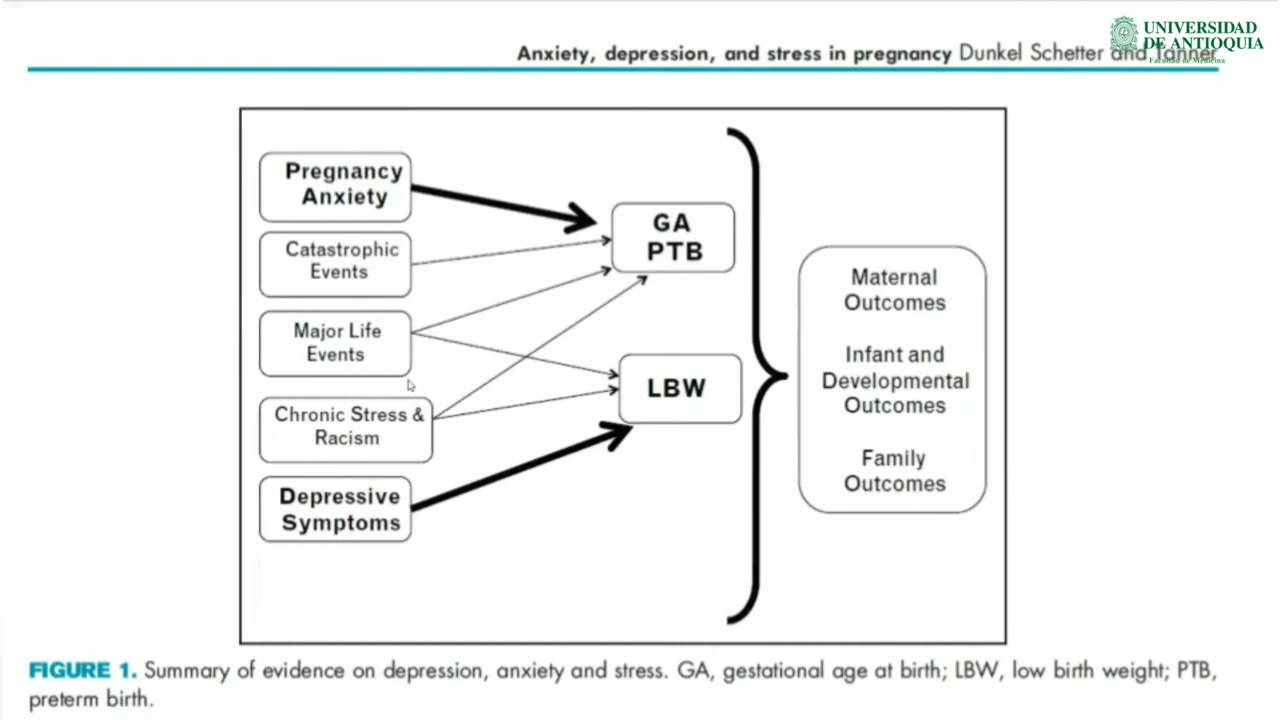 UNIVERSIDAD
DE ANTIOQUIA
Facultad de Medicina
Anxiety, depression, and stress in pregnancy Dunkel Schetter and Tanner
Pregnancy
Anxiety
Catastrophic
Events
Major Life
Events
Chronic Stress &
Racism
Depressive
Symptoms
GA
PTB
LBW
Maternal
Outcomes
Infant and
Developmental
Outcomes
Family
Outcomes
FIGURE 1. Summary of evidence on depression, anxiety and stress. GA, gestational age at birth; LBW, low birth weight; PTB,
preterm birth.